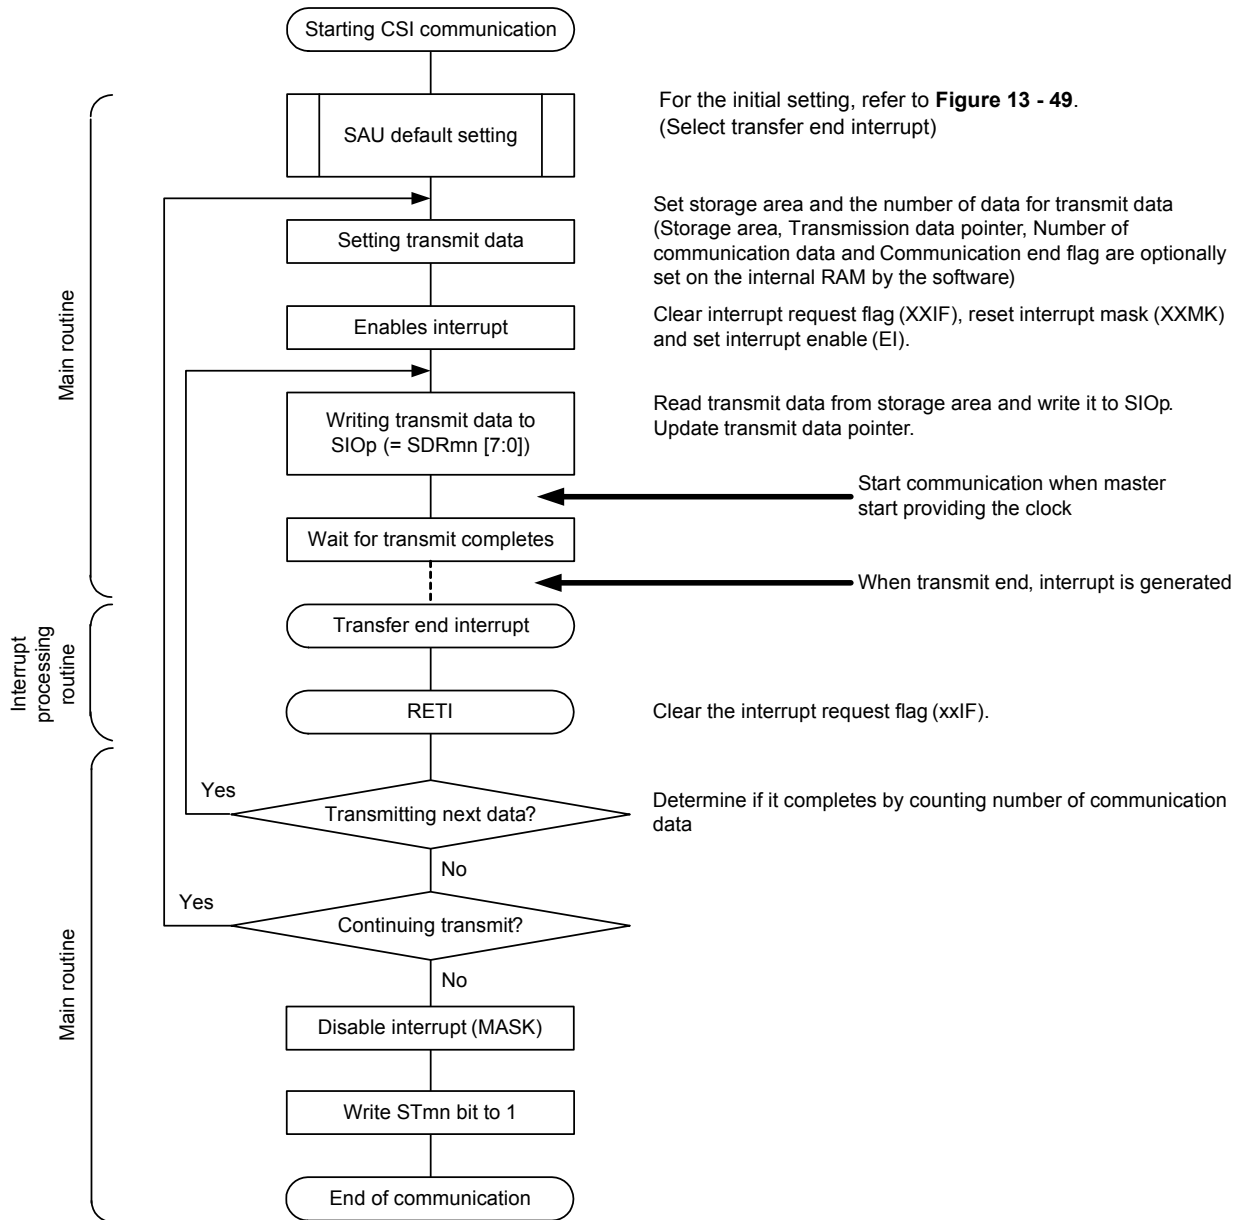 Starting CSI communication
For the initial setting, refer to Figure 13 - 49.
(Select transfer end interrupt)
SAU default setting
Main routine
Set storage area and the number of data for transmit data
(Storage area, Transmission data pointer, Number of
communication data and Communication end flag are optionally
set on the internal RAM by the software)
Setting transmit data
Enables interrupt
Clear interrupt request flag (XXIF), reset interrupt mask (XXMK)
and set interrupt enable (EI).
Writing transmit data to
SIOp (= SDRmn [7:0])
Read transmit data from storage area and write it to SIOp.
Update transmit data pointer.
Start communication when master
start providing the clock
Wait for transmit completes
When transmit end, interrupt is generated
Interrupt
processing
routine
Transfer end interrupt
RETI
Clear the interrupt request flag (xxIF).
Yes
Transmitting next data?
Determine if it completes by counting number of communication
data
No
Yes
Continuing transmit?
Main routine
No
Disable interrupt (MASK)
Write STmn bit to 1
End of communication